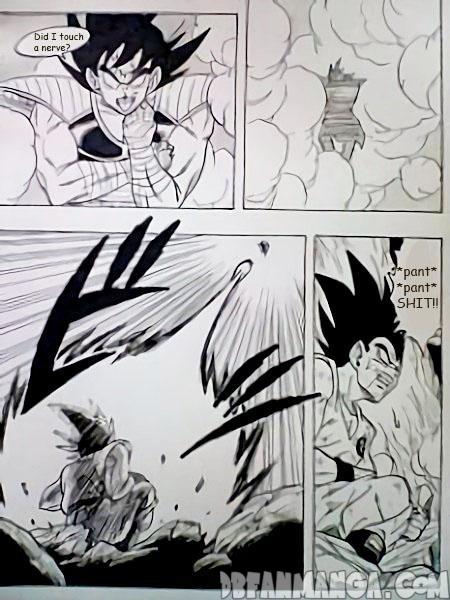 Did I touch
a nerve?
*pant*
*pant*
SHIT!!
DBFANMANGA.COM